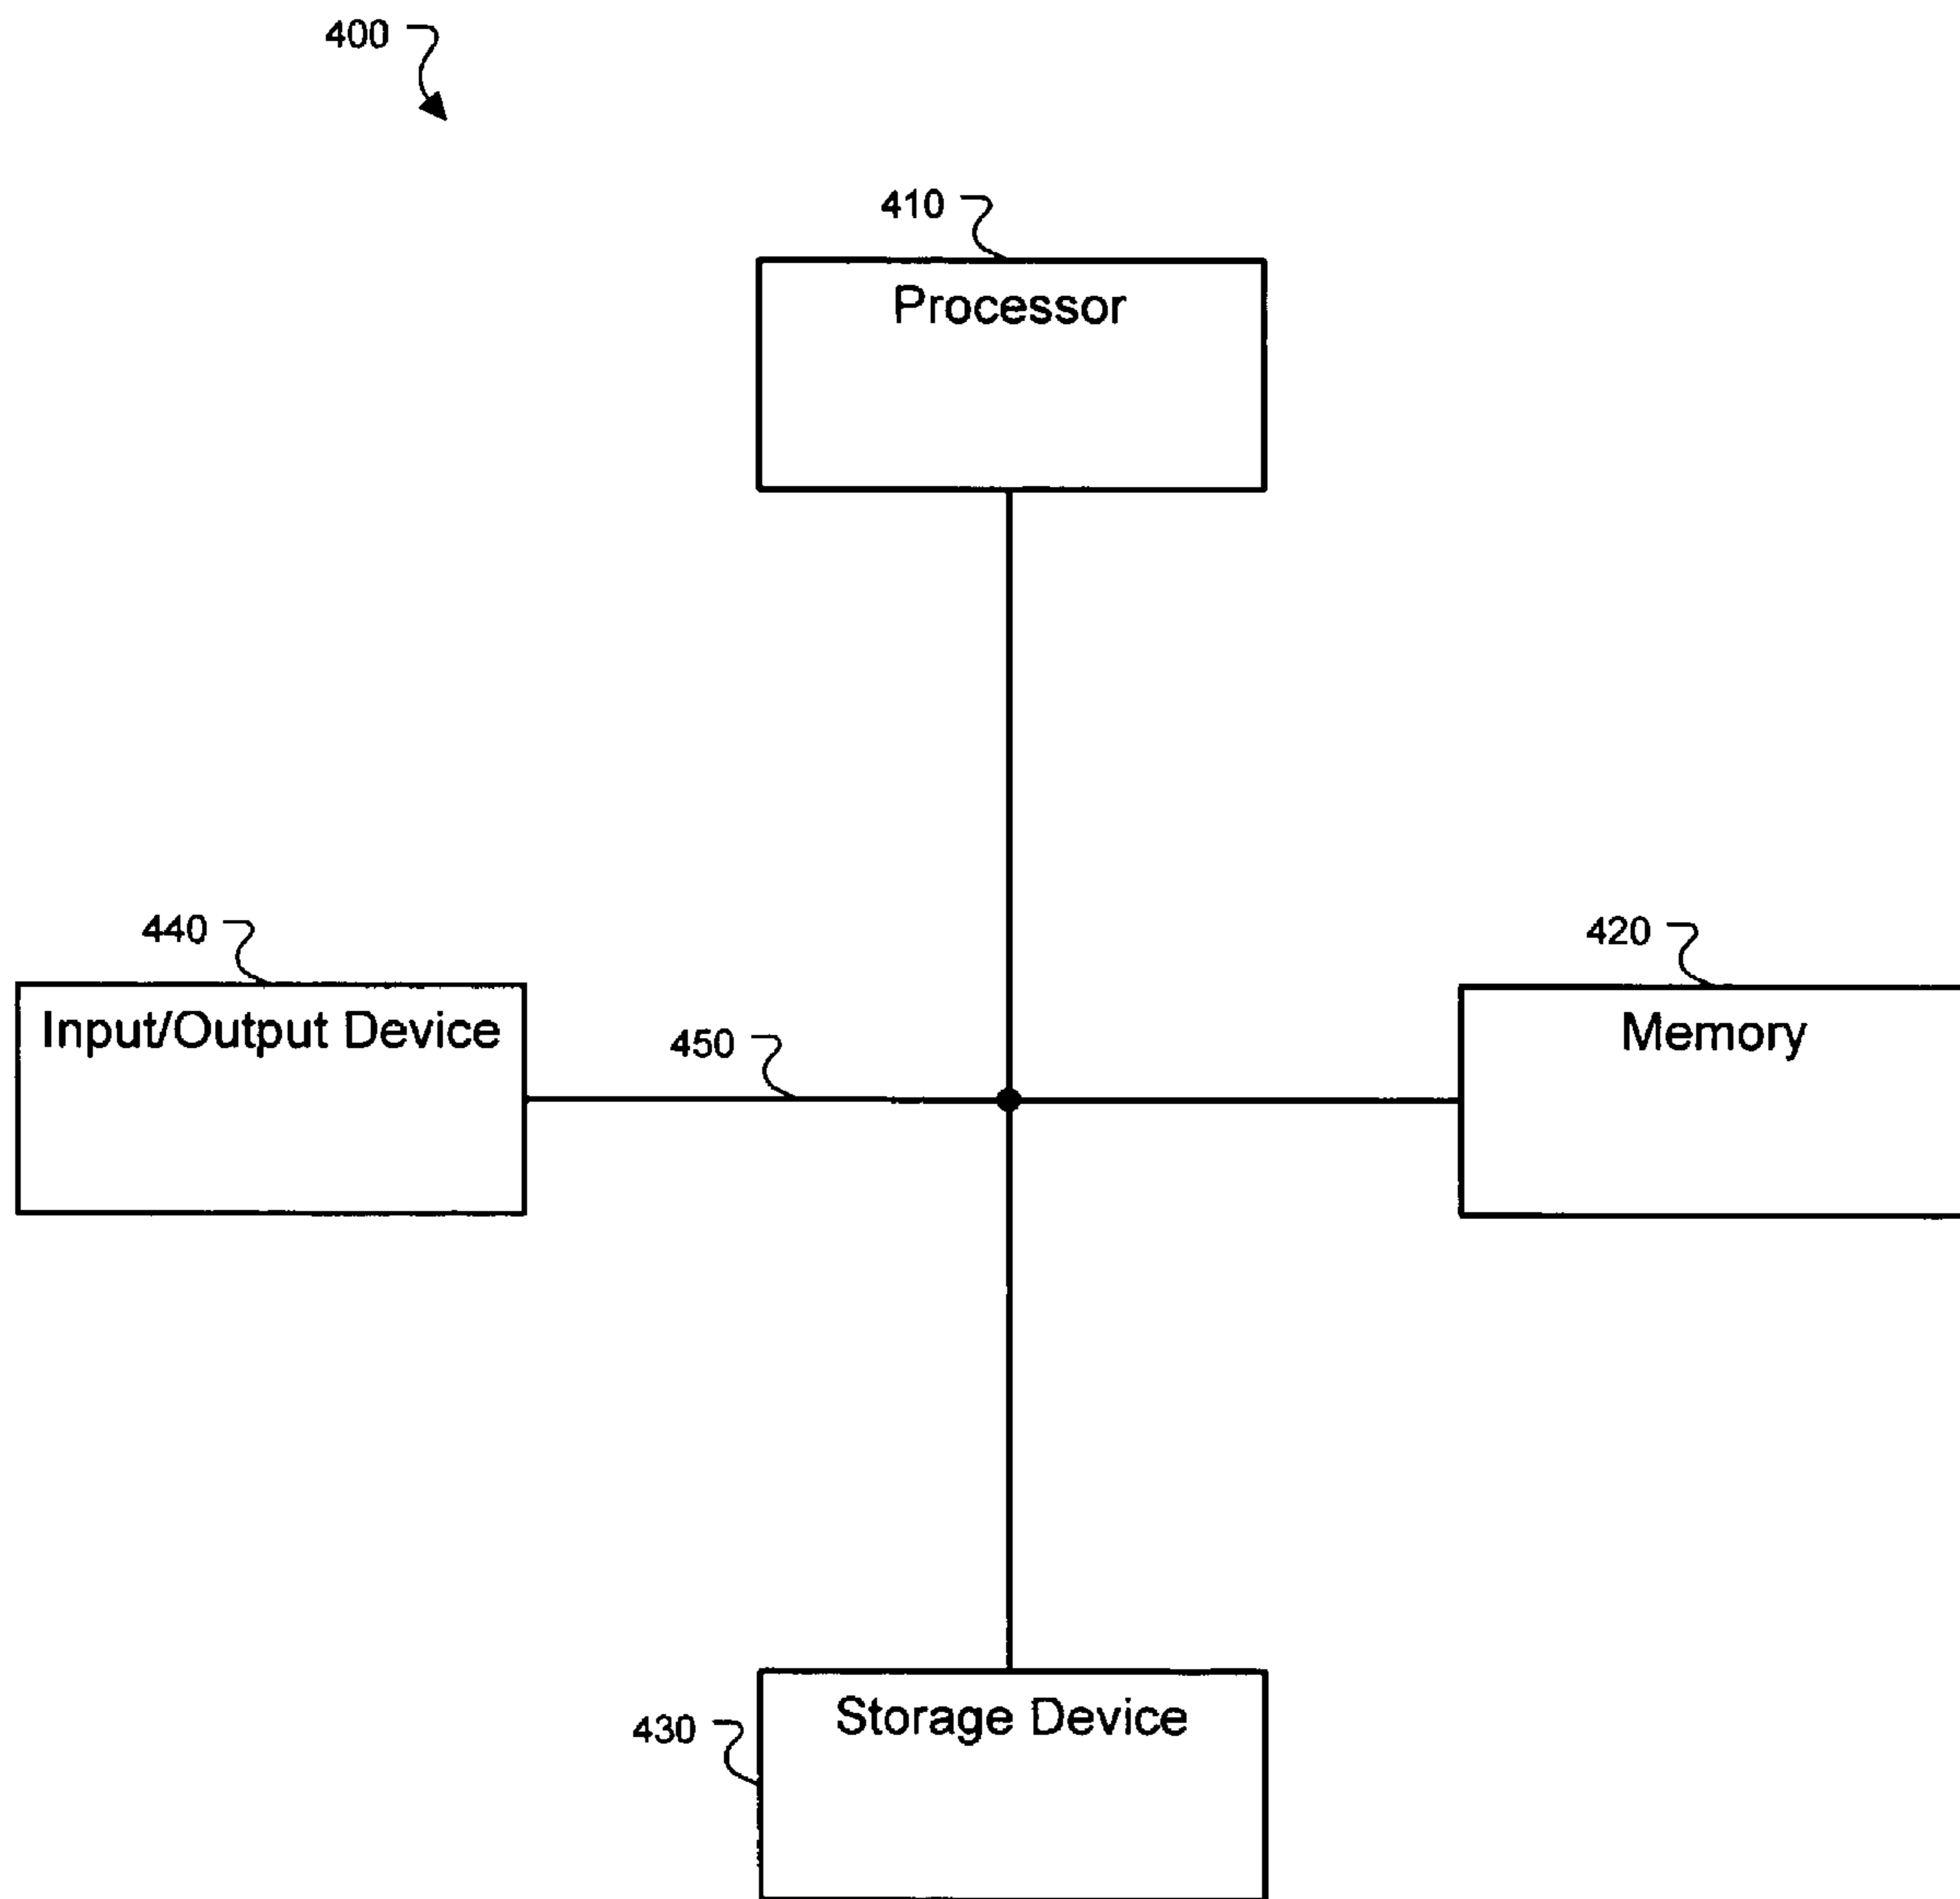 400
410
Processor
440
420
Input/Output Device
450
Memory
430
Storage Device